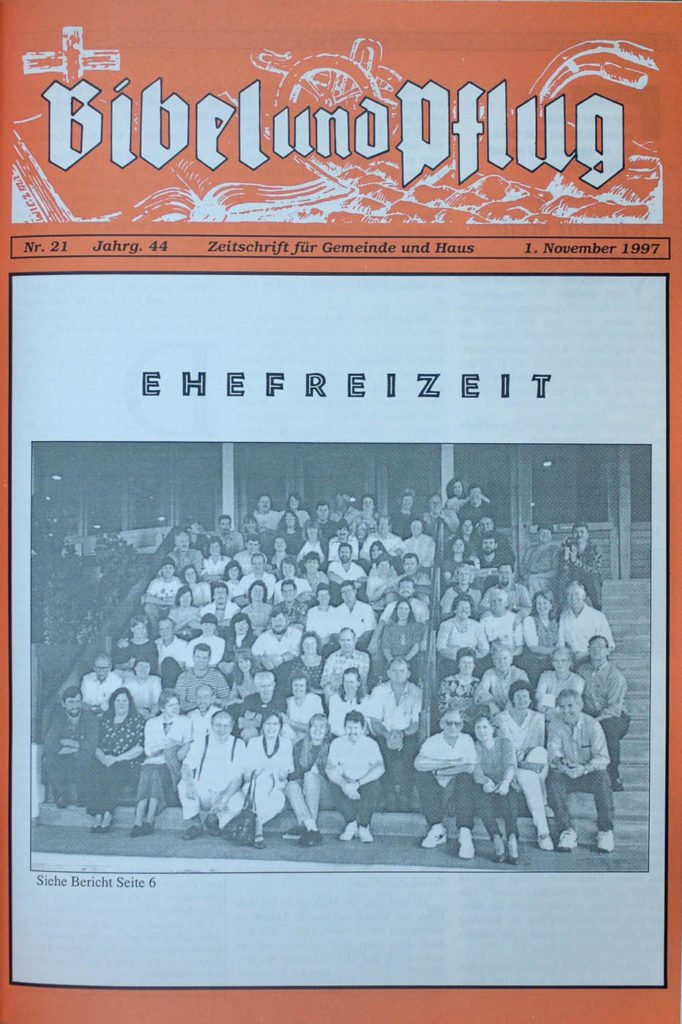 Bibel und Pflug
Nr. 21 Jahrg. 44 Zeitschrift für Gemeinde und Haus 1. November 1997
EHEFREIZEIT
Siehe Bericht Seite 6